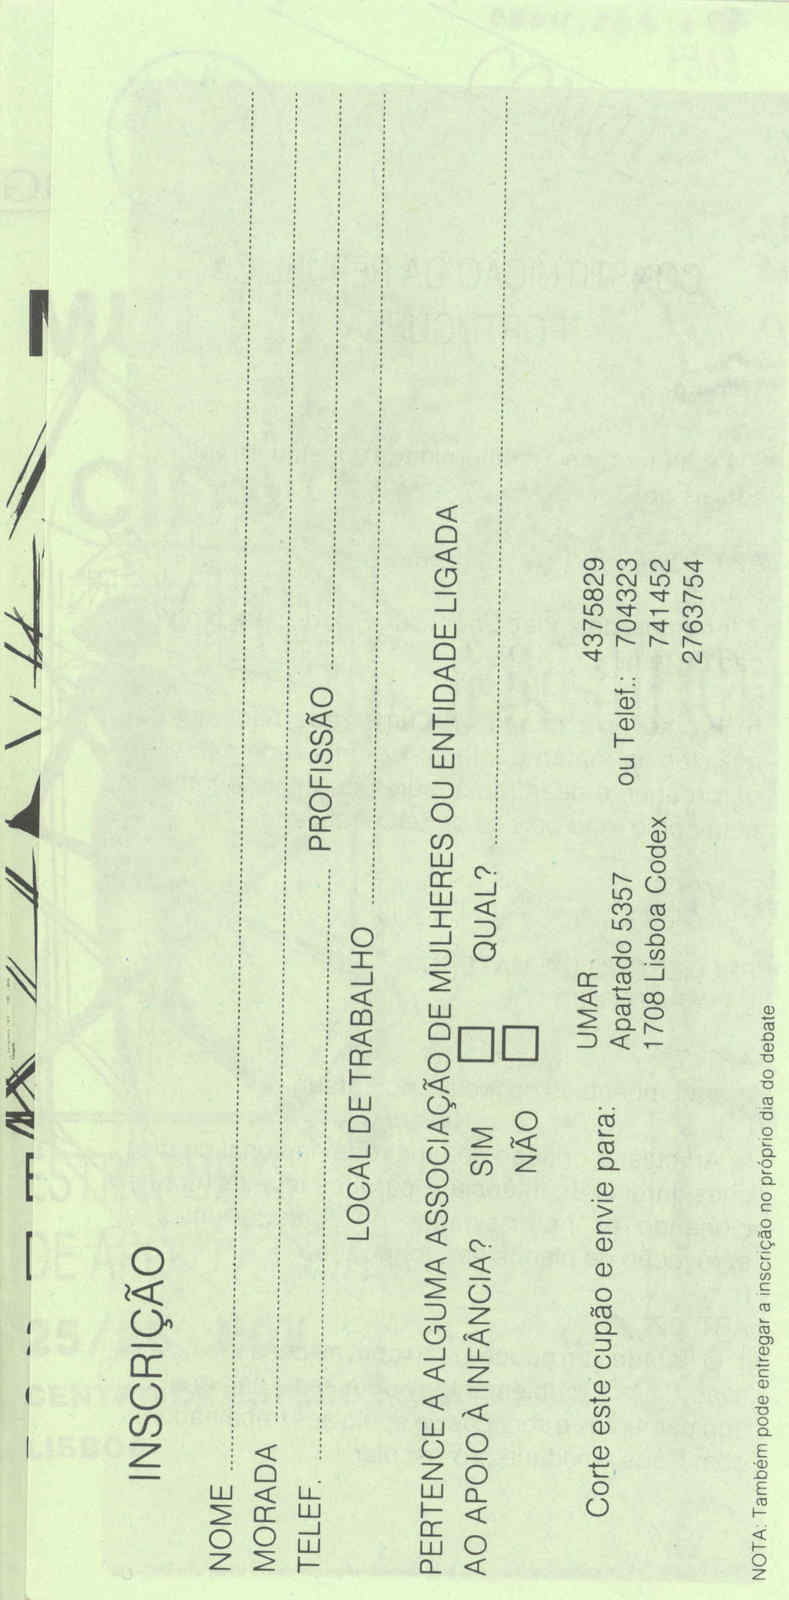 INSCRIÇÃO
NOME
MORADA
TELEF. PROFISSÃO
LOCAL DE TRABALHO
PERTENCE A ALGUMA ASSOCIAÇÃO DE MULHERES OU ENTIDADE LIGADA
AO APOIO À INFÂNCIA? SIM QUAL?
NÃO
Corte este cupão e envie para: UMAR 4375829
Apartado 5357 ou Telef.: 704323
1708 Lisboa Codex 741452
2763754
NOTA: Também pode entregar a inscrição no próprio dia do debate